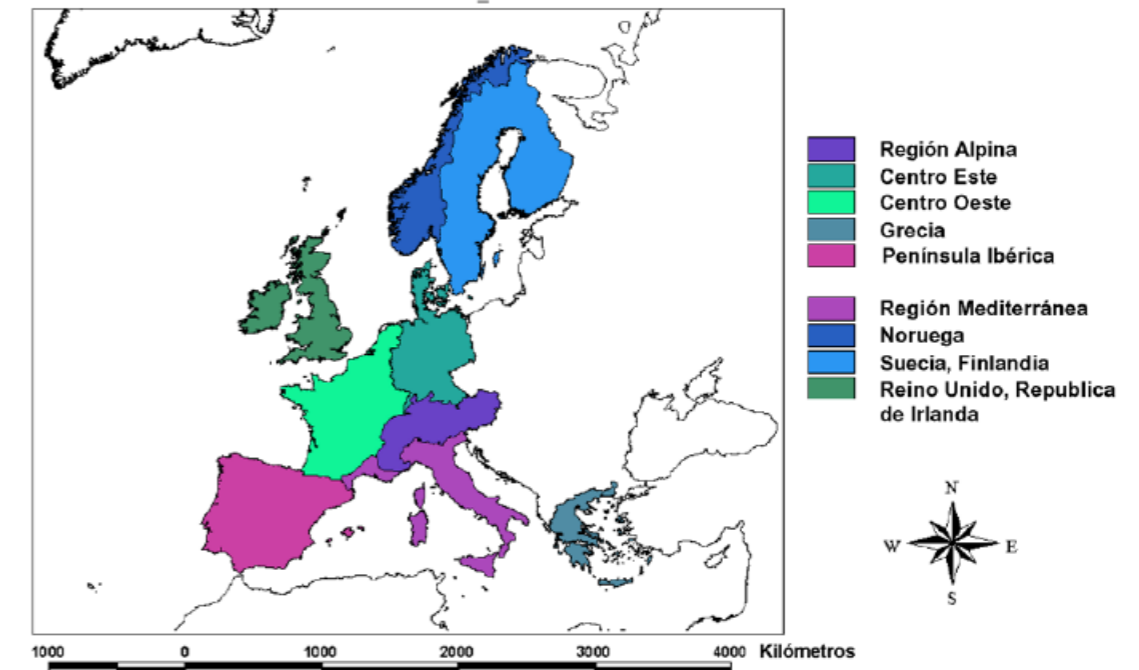 Región Alpina
Centro Este
Centro Oeste
Grecia
Península Ibérica
Región Mediterránea
Noruega
Suecia, Finlandia
Reino Unido, Republica
de Irlanda
N
W E
S
1000 0 1000 2000 3000 4000 Kilómetros